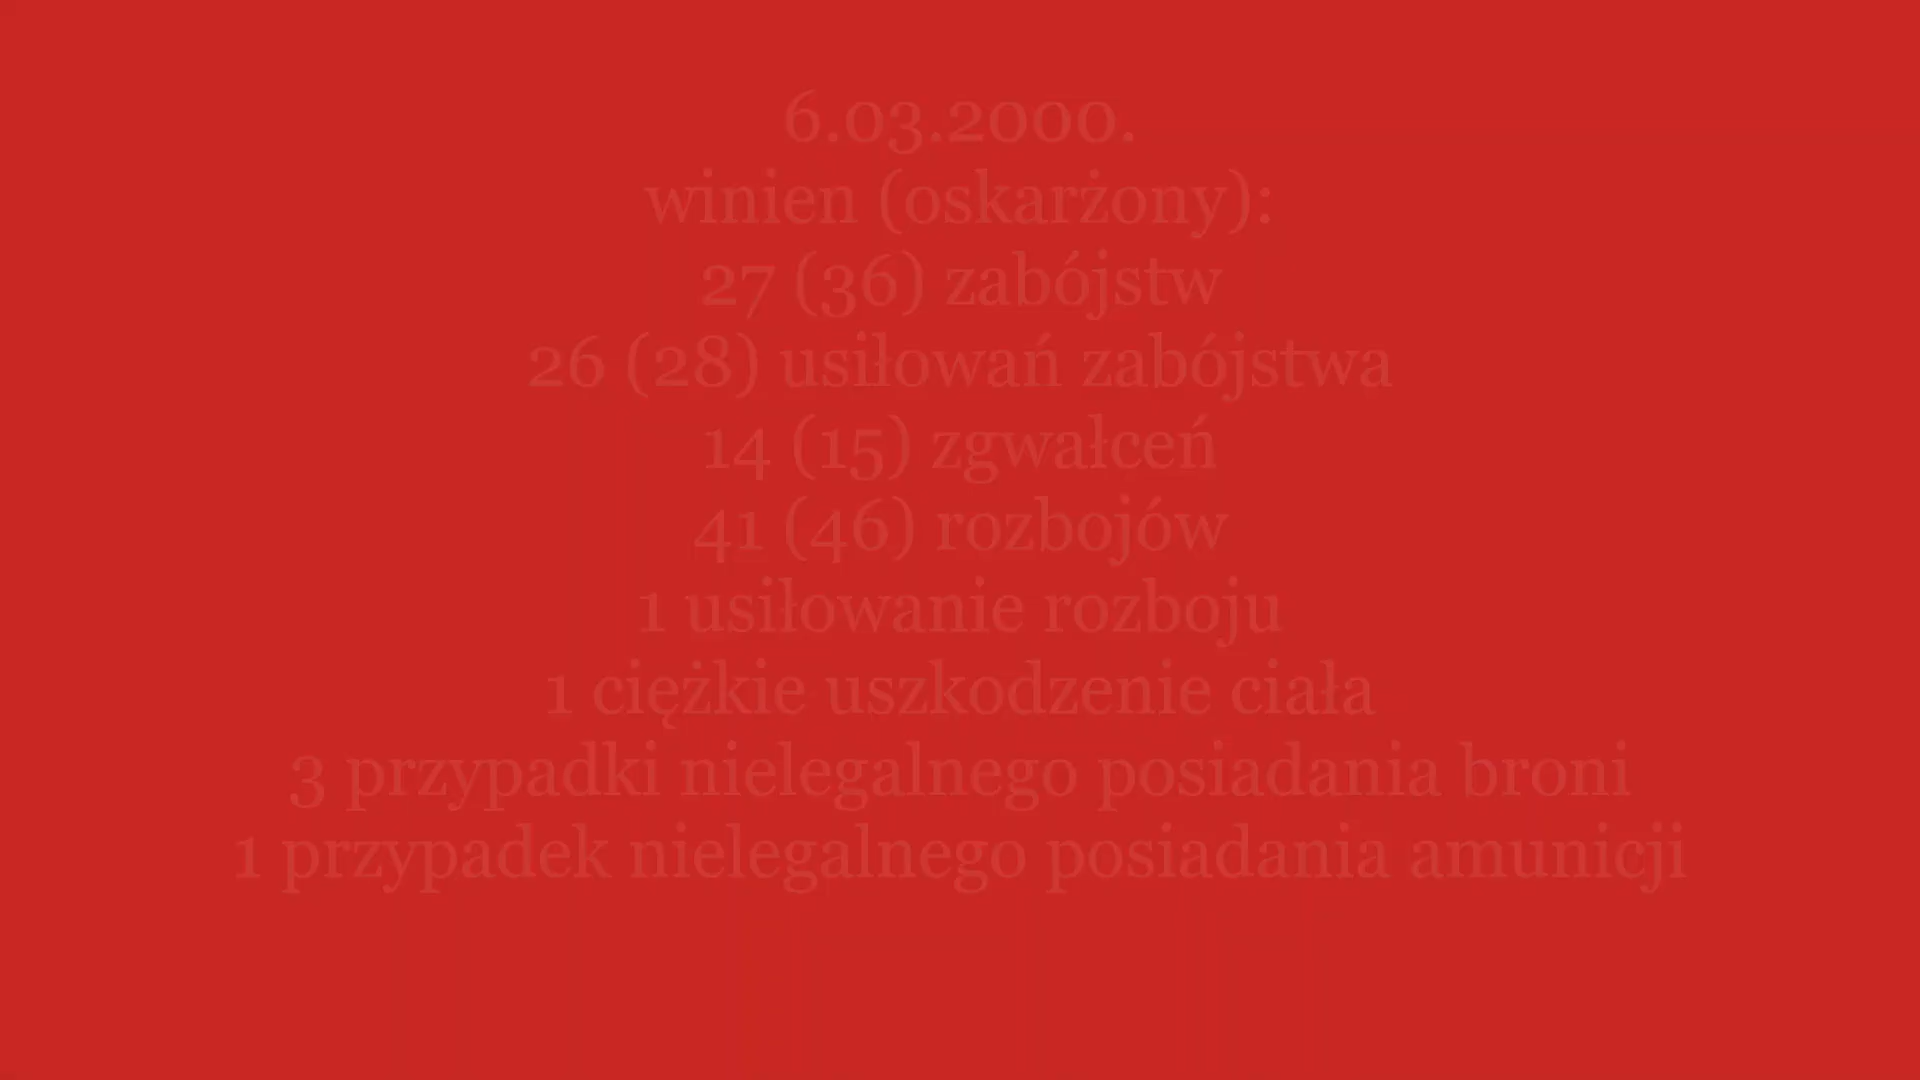 6.03.2000.
winien (oskarżony):
27 (36) zabójstw
26 (28) usiłowań zabójstwa
14 (15) zgwałceń
41 (46) rozbojów
1 usiłowanie rozboju
1 ciężkie uszkodzenie ciała
3 przypadki nielegalnego posiadania broni
1 przypadek nielegalnego posiadania amunicji